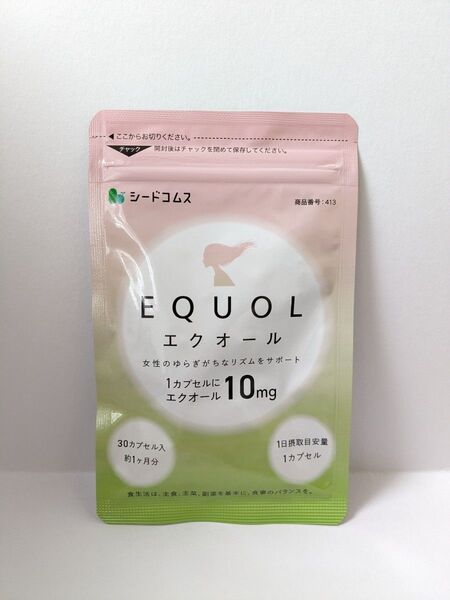 ◀ここからお切りください。
チャック 開封後はチャックを閉めて保存してください。
シードコムス
商品番号：413
EQUOL
エクオール
女性のゆらぎがちなリズムをサポート
1カプセルに
エクオール 10mg
30カプセル入
約1ヶ月分
1日摂取目安量
1カプセル
食生活は、主食、主菜、副菜を基本に、食事のバランスを。